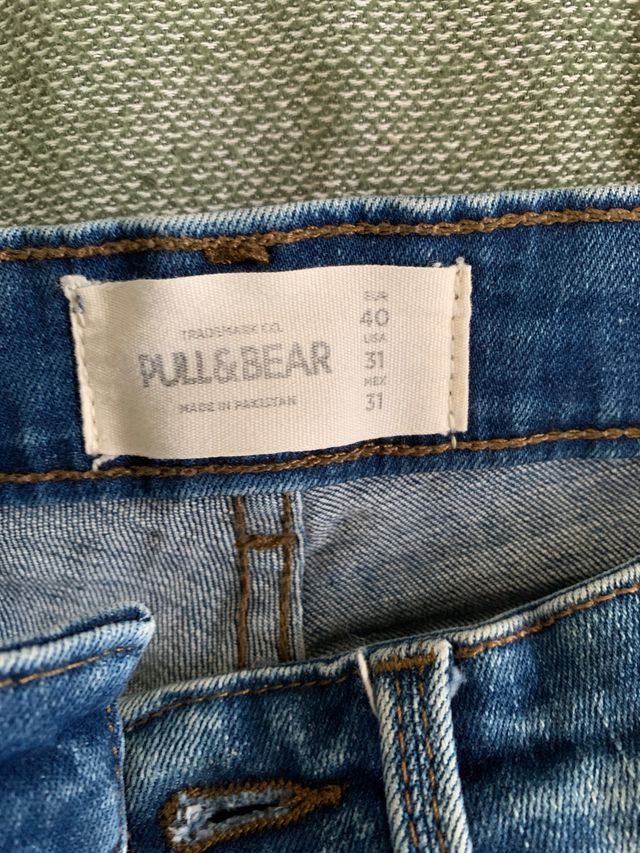 TRADEMARK CO.
PULL&BEAR
MADE IN PAKISTAN
EUR
40
USA
31
MEX
31